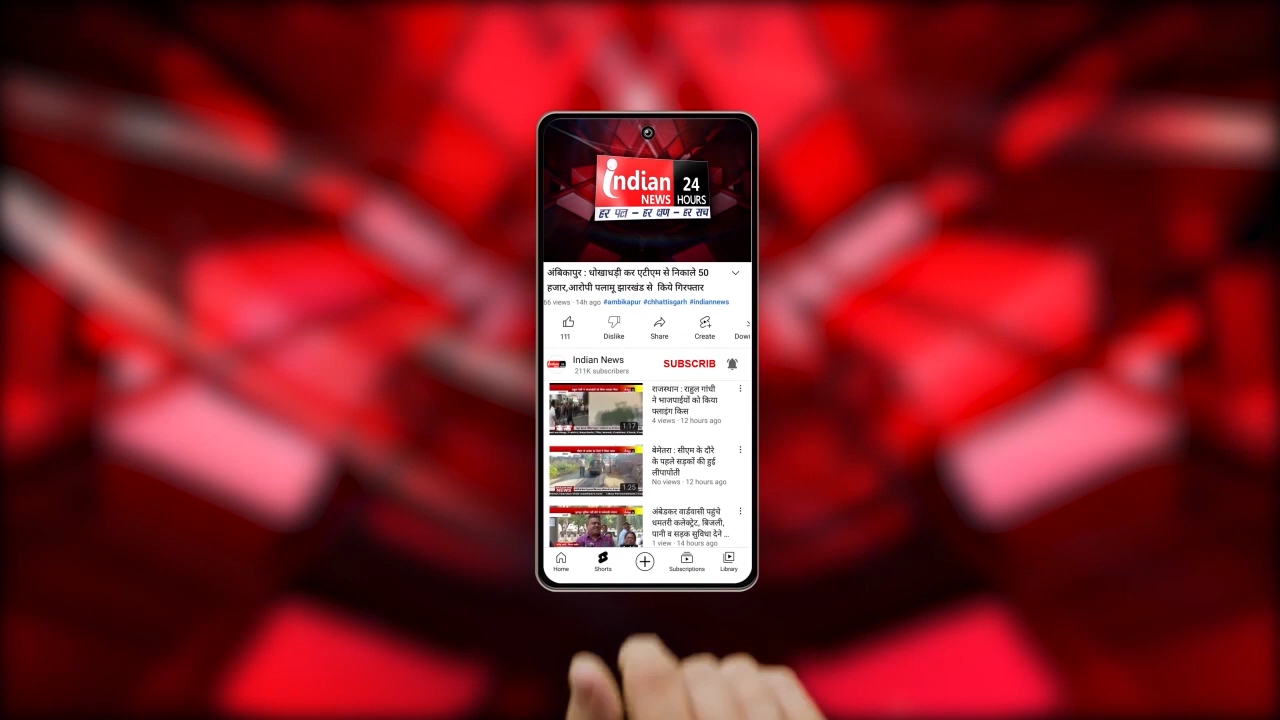 indian
NEWS
24
HOURS
हर पल – हर क्षण – हर सच
अंबिकापुर : धोखाधड़ी कर एटीएम से निकाले 50
हजार,आरोपी पलामू झारखंड से किये गिरफ्तार
66 views · 14h ago #ambikapur #chhattisgarh #indiannews
111 Dislike Share Create Down
Indian News
211K subscribers
SUBSCRIB
राजस्थान : राहुल गांधी
ने भाजपाईयों को किया
फ्लाइंग किस
4 views · 12 hours ago
1:17
बेमेतरा : सीएम के दौरे
के पहले सड़कों की हुई
लीपापोती
No views · 12 hours ago
1:25
अंबेडकर वार्डवासी पहुंचे
धमतरी कलेक्ट्रेट, बिजली,
पानी व सड़क सुविधा देने ...
1 view · 14 hours ago
Home Shorts Subscriptions Library